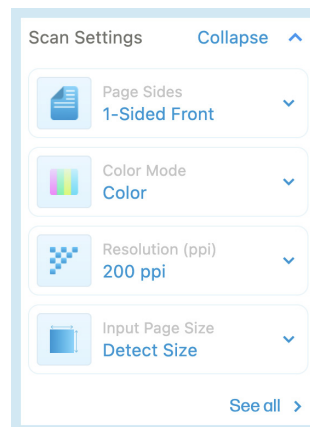 Scan Settings Collapse
Page Sides
1-Sided Front
Color Mode
Color
Resolution (ppi)
200 ppi
Input Page Size
Detect Size
See all